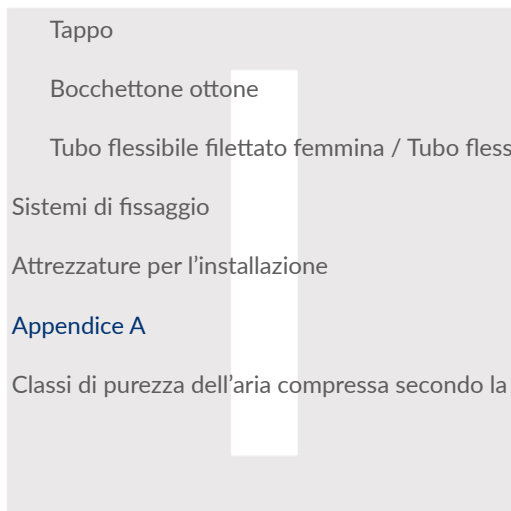 Tappo
Bocchettone ottone
Tubo flessibile filettato femmina / Tubo fless
Sistemi di fissaggio
Attrezzature per l’installazione
Appendice A
Classi di purezza dell’aria compressa secondo la